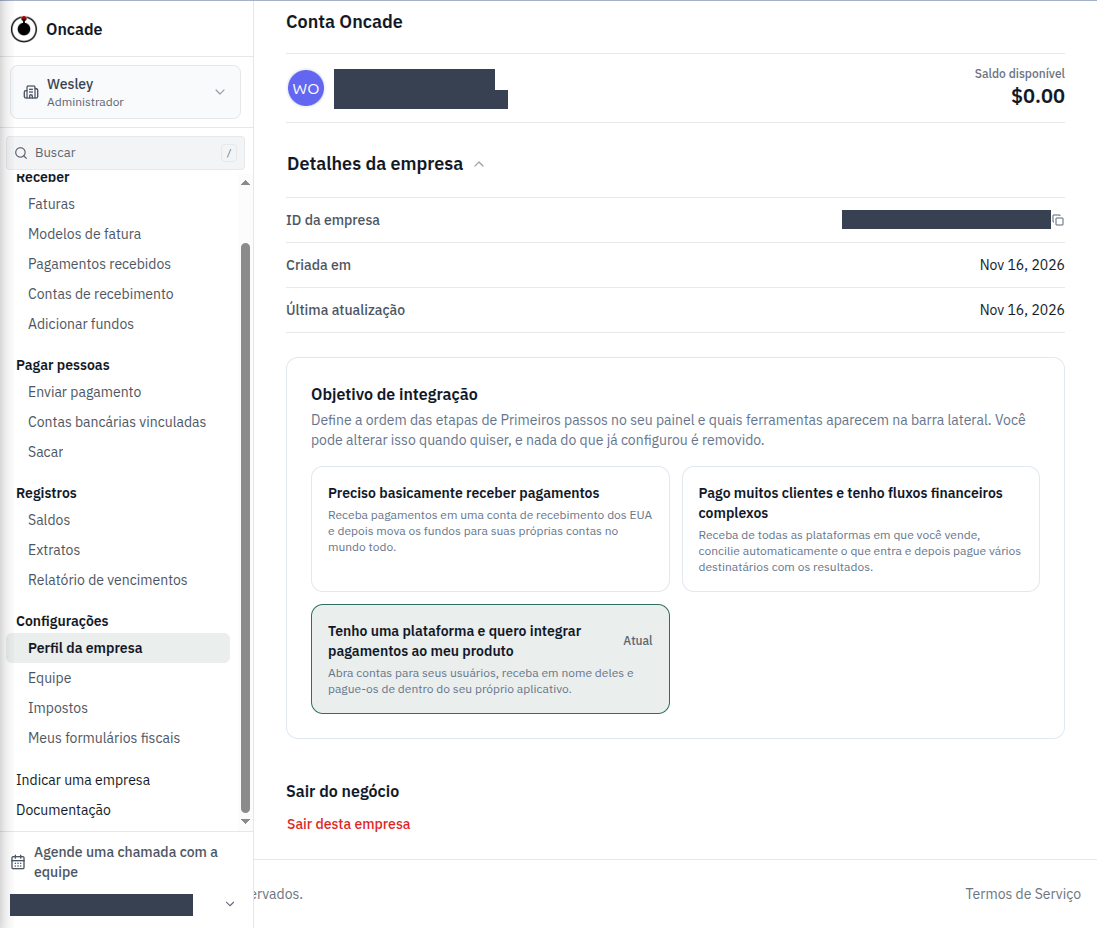 Oncade
Wesley
Administrador
Buscar
/
Receber
Faturas
Modelos de fatura
Pagamentos recebidos
Contas de recebimento
Adicionar fundos
Pagar pessoas
Enviar pagamento
Contas bancárias vinculadas
Sacar
Registros
Saldos
Extratos
Relatório de vencimentos
Configurações
Perfil da empresa
Equipe
Impostos
Meus formulários fiscais
Indicar uma empresa
Documentação
Agende uma chamada com a
equipe
Conta Oncade
WO
Saldo disponível
$0.00
Detalhes da empresa
ID da empresa
Criada em
Nov 16, 2026
Última atualização
Nov 16, 2026
Objetivo de integração
Define a ordem das etapas de Primeiros passos no seu painel e quais ferramentas aparecem na barra lateral. Você
pode alterar isso quando quiser, e nada do que já configurou é removido.
Preciso basicamente receber pagamentos
Receba pagamentos em uma conta de recebimento dos EUA
e depois mova os fundos para suas próprias contas no
mundo todo.
Pago muitos clientes e tenho fluxos financeiros
complexos
Receba de todas as plataformas em que você vende,
concilie automaticamente o que entra e depois pague vários
destinatários com os resultados.
Tenho uma plataforma e quero integrar
pagamentos ao meu produto
Atual
Abra contas para seus usuários, receba em nome deles e
pague-os de dentro do seu próprio aplicativo.
Sair do negócio
Sair desta empresa
ervados.
Termos de Serviço